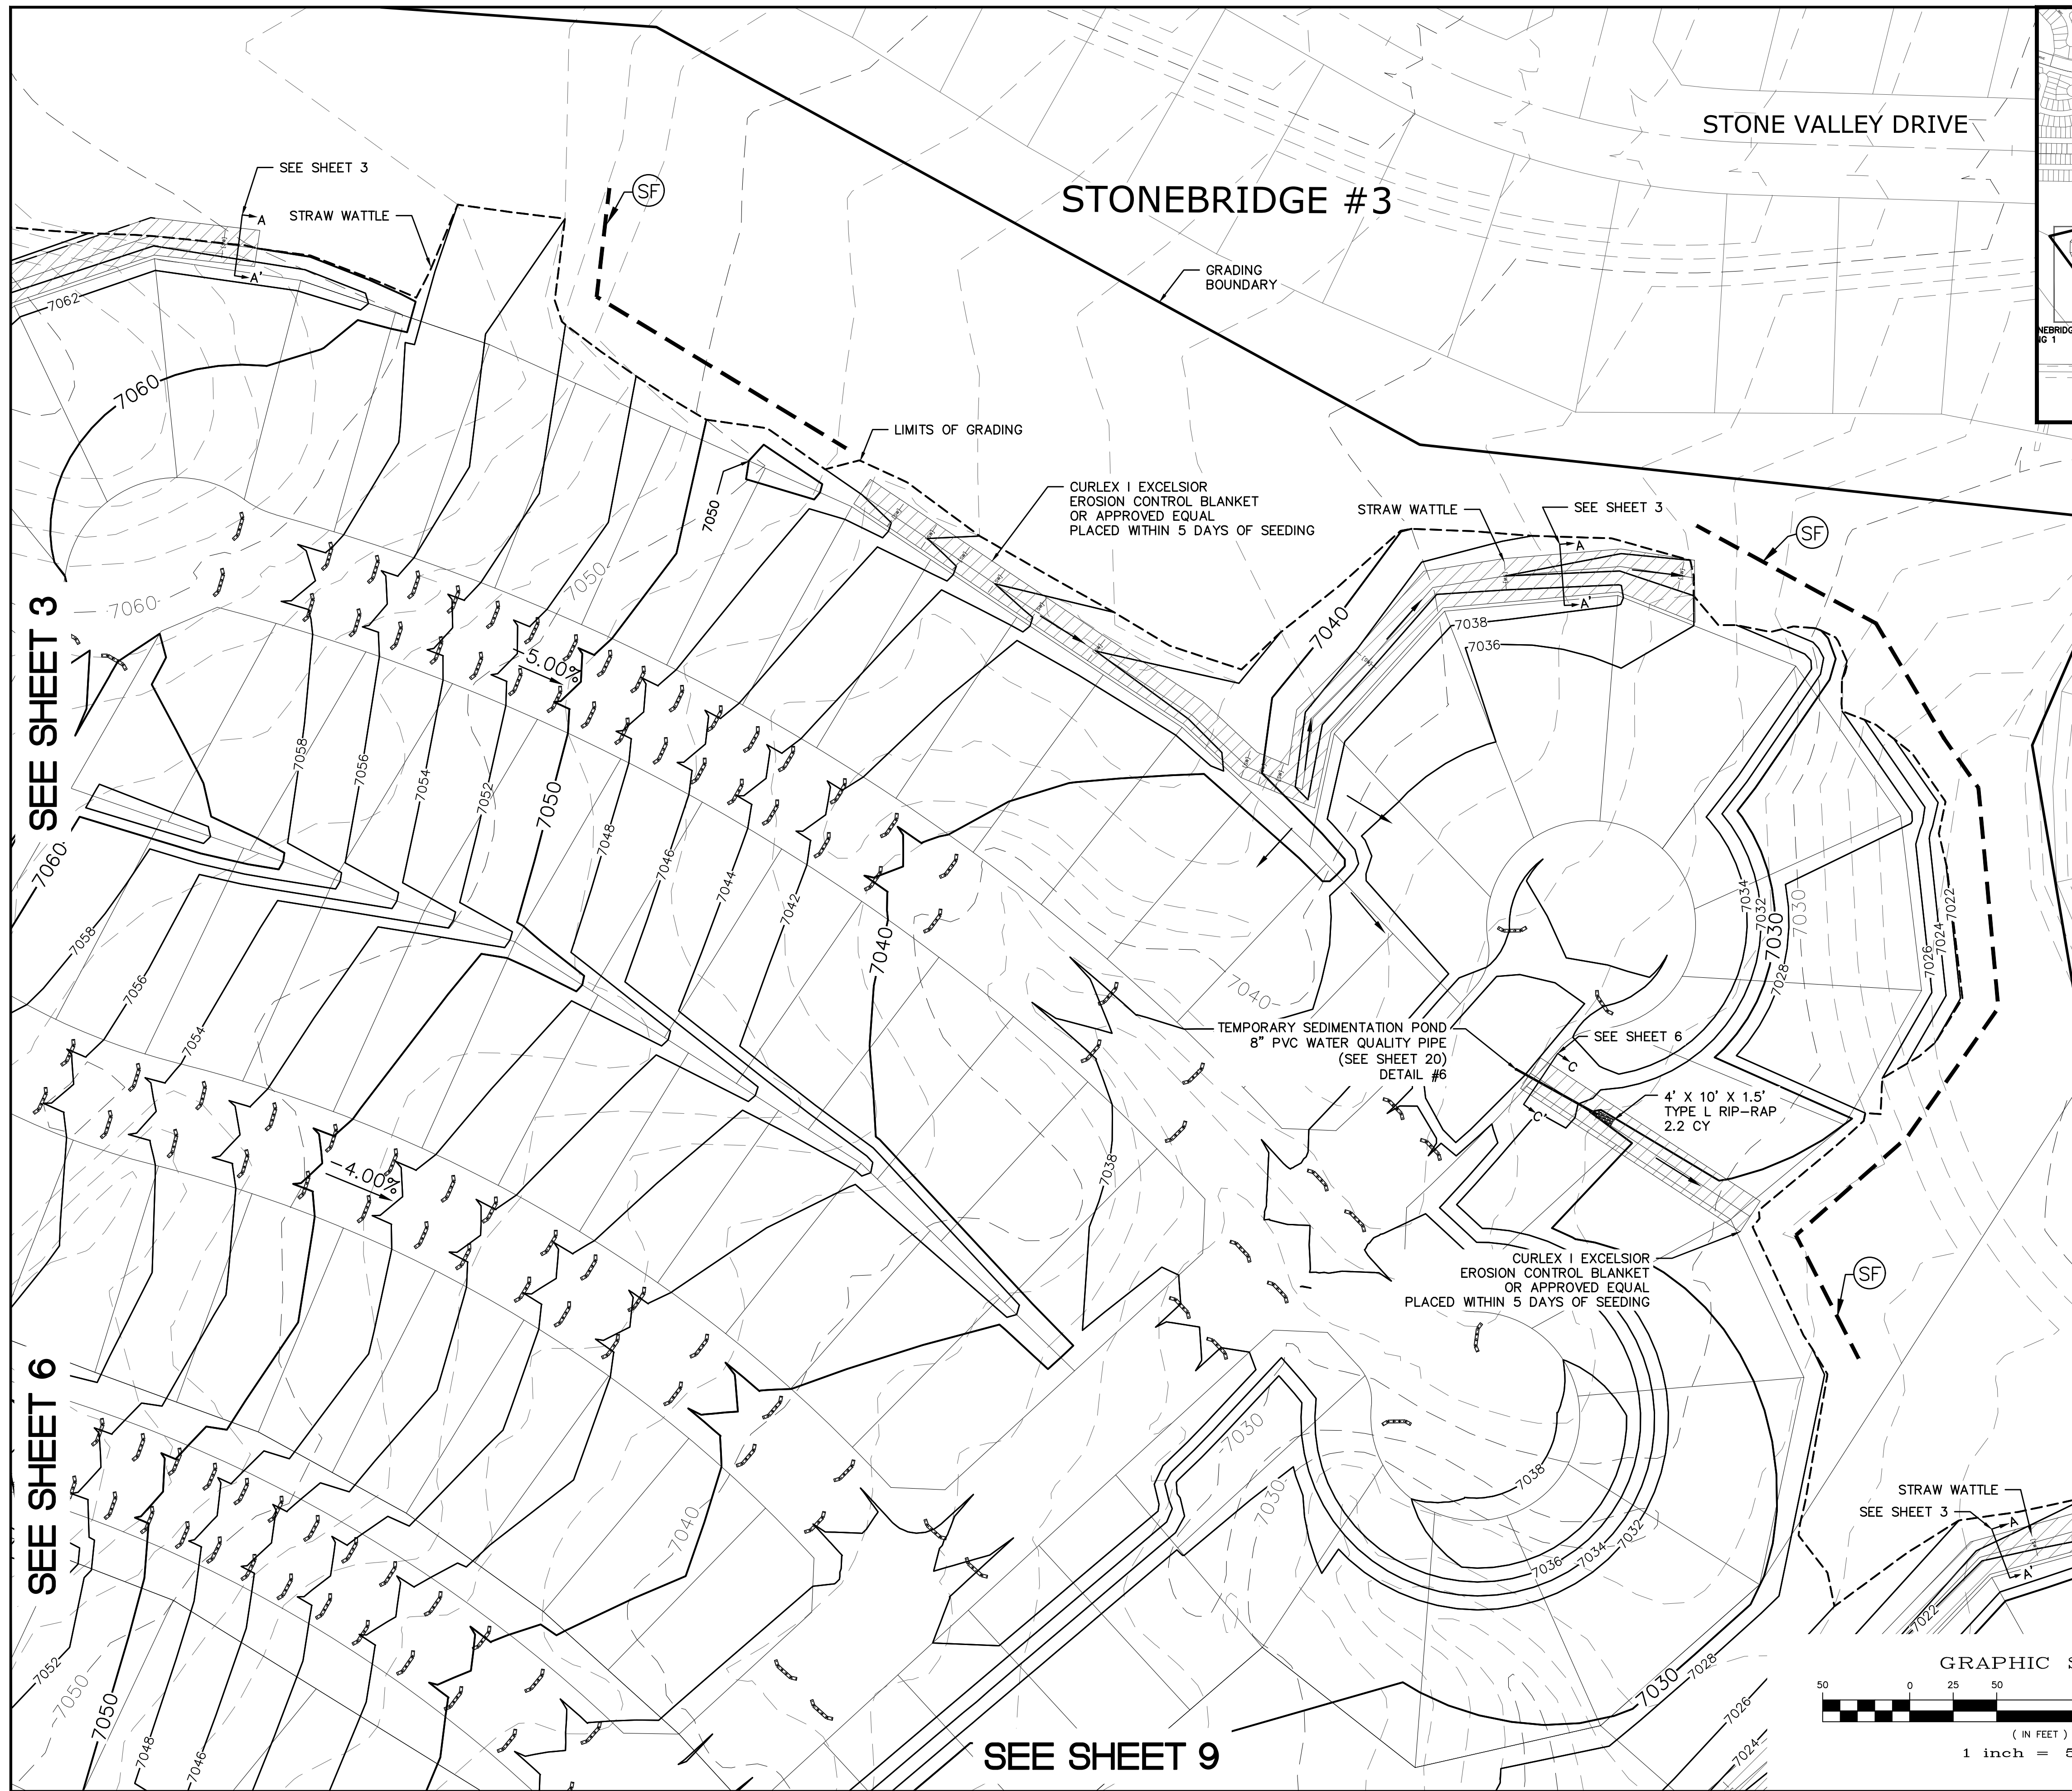 STONE VALLEY DRIVE
STONEBRIDGE #3
SEE SHEET 3
A
STRAW WATTLE
A'
SF
GRADING
BOUNDARY
7062
7060
LIMITS OF GRADING
7050
CURLEX I EXCELSIOR
EROSION CONTROL BLANKET
OR APPROVED EQUAL
PLACED WITHIN 5 DAYS OF SEEDING
STRAW WATTLE
SEE SHEET 3
A
A'
SF
7040
7038
7036
7060
7050
-5.00%
SEE SHEET 3
7058
7056
7054
7052
7050
7048
7046
7044
7042
7040
7060
7058
7056
7054
7034
7032
7030
7028
7030
7026
7024
7022
7040
TEMPORARY SEDIMENTATION POND
8" PVC WATER QUALITY PIPE
(SEE SHEET 20)
DETAIL #6
SEE SHEET 6
C
C'
4' X 10' X 1.5'
TYPE L RIP-RAP
2.2 CY
7038
-4.00%
CURLEX I EXCELSIOR
EROSION CONTROL BLANKET
OR APPROVED EQUAL
PLACED WITHIN 5 DAYS OF SEEDING
SF
SEE SHEET 6
7030
7030
7040
7038
7036
7034
7032
STRAW WATTLE
SEE SHEET 3
A
A'
7022
7052
7050
7050
7048
7046
7030
7028
7026
7024
SEE SHEET 9
GRAPHIC
50 0 25 50
( IN FEET )
1 inch =